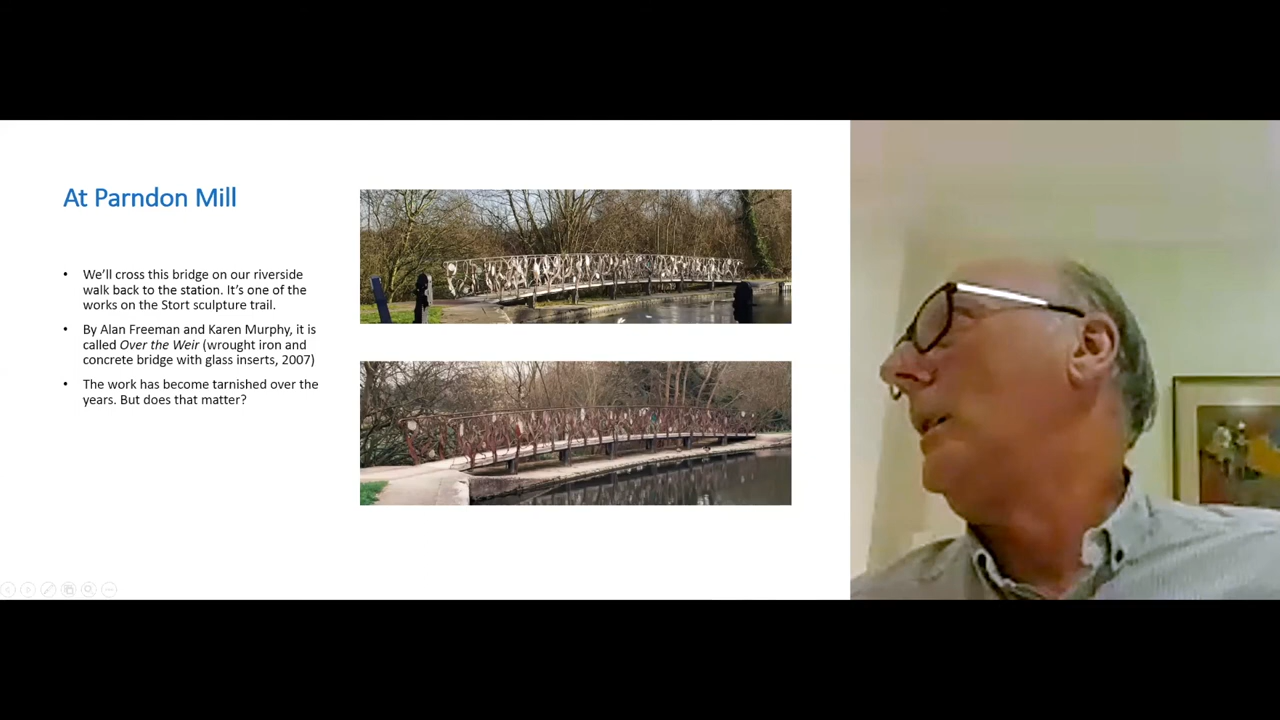 At Parndon Mill
• We’ll cross this bridge on our riverside
walk back to the station. It’s one of the
works on the Stort sculpture trail.
• By Alan Freeman and Karen Murphy, it is
called Over the Weir (wrought iron and
concrete bridge with glass inserts, 2007)
• The work has become tarnished over the
years. But does that matter?